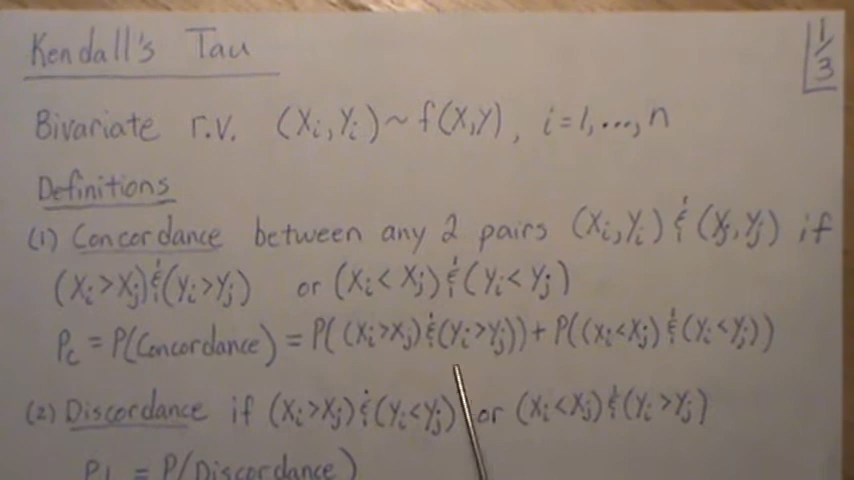 Kendall's Tau
1/3
Bivariate r.v. (Xi,Yi)~f(X,Y), i=1,...,n
Definitions
(1) Concordance between any 2 pairs (Xi,Yi) & (Xj,Yj) if
(Xi>Xj)&(Yi>Yj) or (Xi<Xj)&(Yi<Yj)
Pc = P(Concordance) = P((Xi>Xj)&(Yi>Yj))+P((Xi<Xj)&(Yi<Yj))
(2) Discordance if (Xi>Xj)&(Yi<Yj) or (Xi<Xj)&(Yi>Yj)
Pd = P(Discordance)